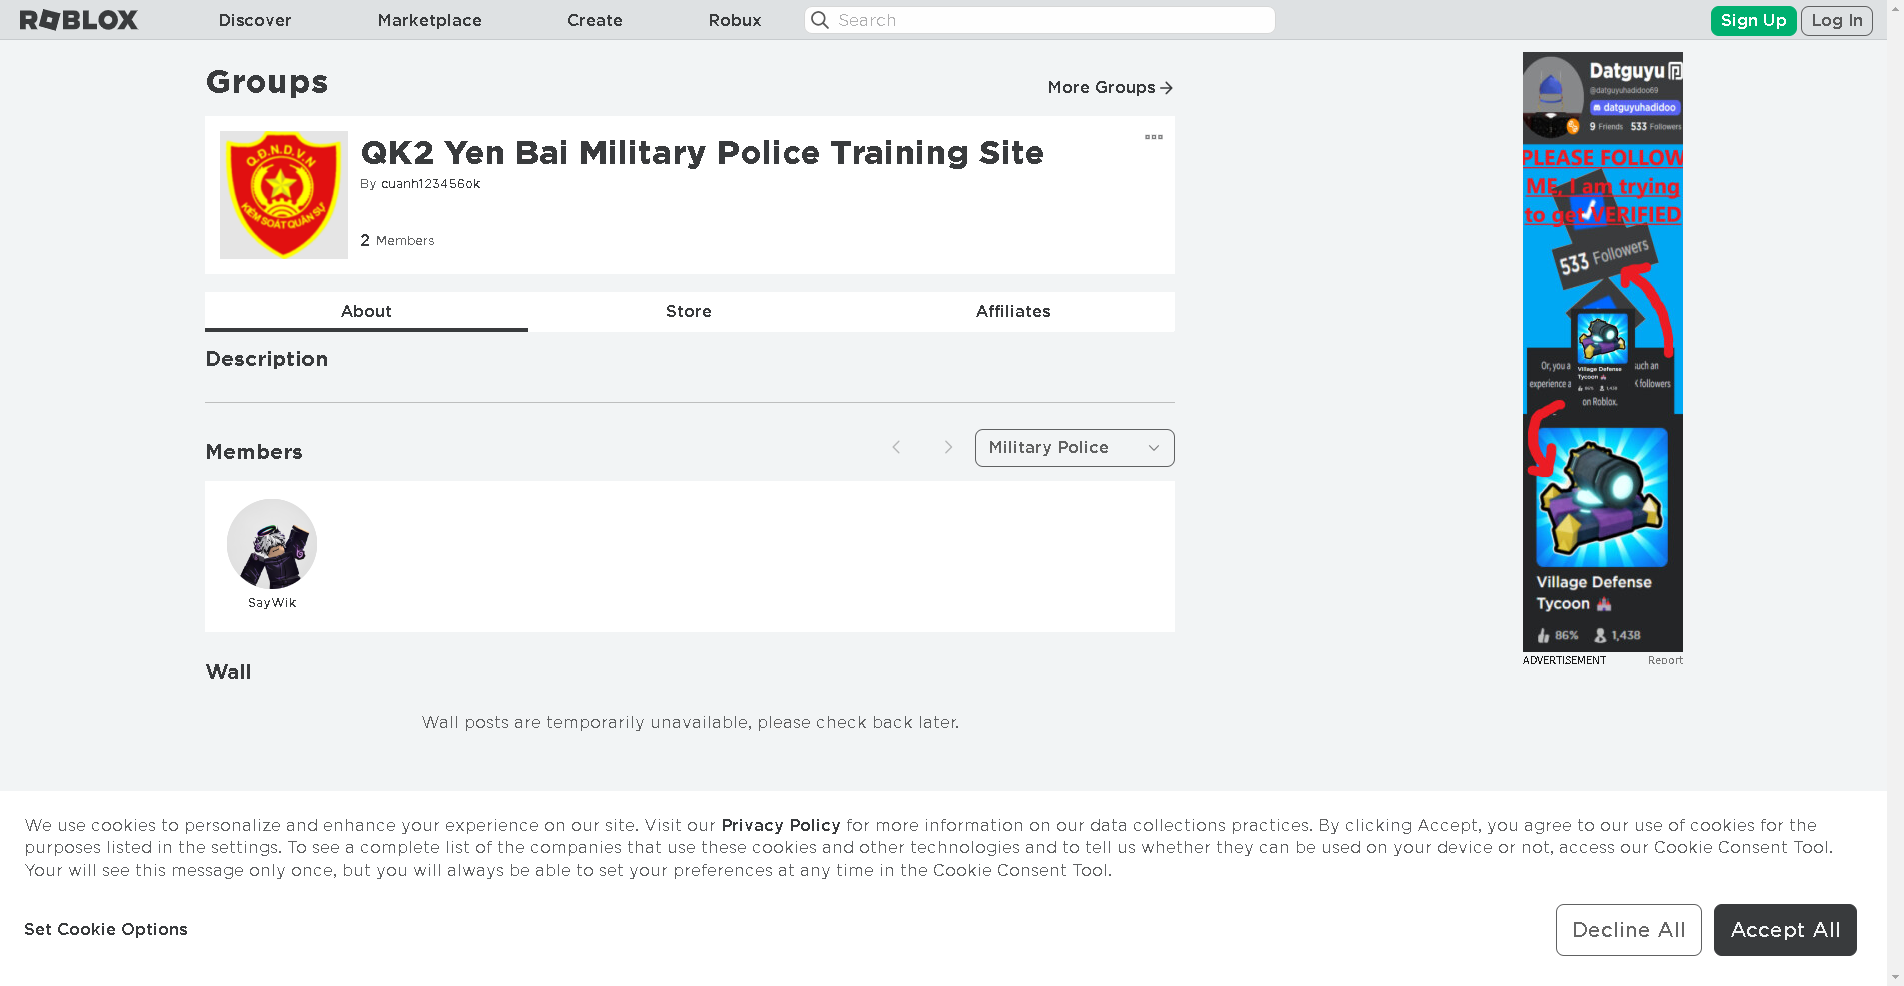 ROBLOX
Discover
Marketplace
Create
Robux
Search
Sign Up
Log In
Groups
More Groups
Q.Đ.N.D.V.N
KIỂM SOÁT QUÂN SỰ
QK2 Yen Bai Military Police Training Site
By cuanh123456ok
2 Members
About
Store
Affiliates
Description
Members
Military Police
SayWik
Wall
Wall posts are temporarily unavailable, please check back later.
Datguyu
@datguyuhadidoo69
datguyuhadidoo
9 Friends 533 Followers
PLEASE FOLLOW
ME, I am trying
to get VERIFIED
533 Followers
Village Defense
Tycoon
86% 1,438
Or, you a
such an
experience a
K followers
on Roblox.
Village Defense
Tycoon
86% 1,438
ADVERTISEMENT
Report
We use cookies to personalize and enhance your experience on our site. Visit our Privacy Policy for more information on our data collections practices. By clicking Accept, you agree to our use of cookies for the
purposes listed in the settings. To see a complete list of the companies that use these cookies and other technologies and to tell us whether they can be used on your device or not, access our Cookie Consent Tool.
Your will see this message only once, but you will always be able to set your preferences at any time in the Cookie Consent Tool.
Set Cookie Options
Decline All
Accept All